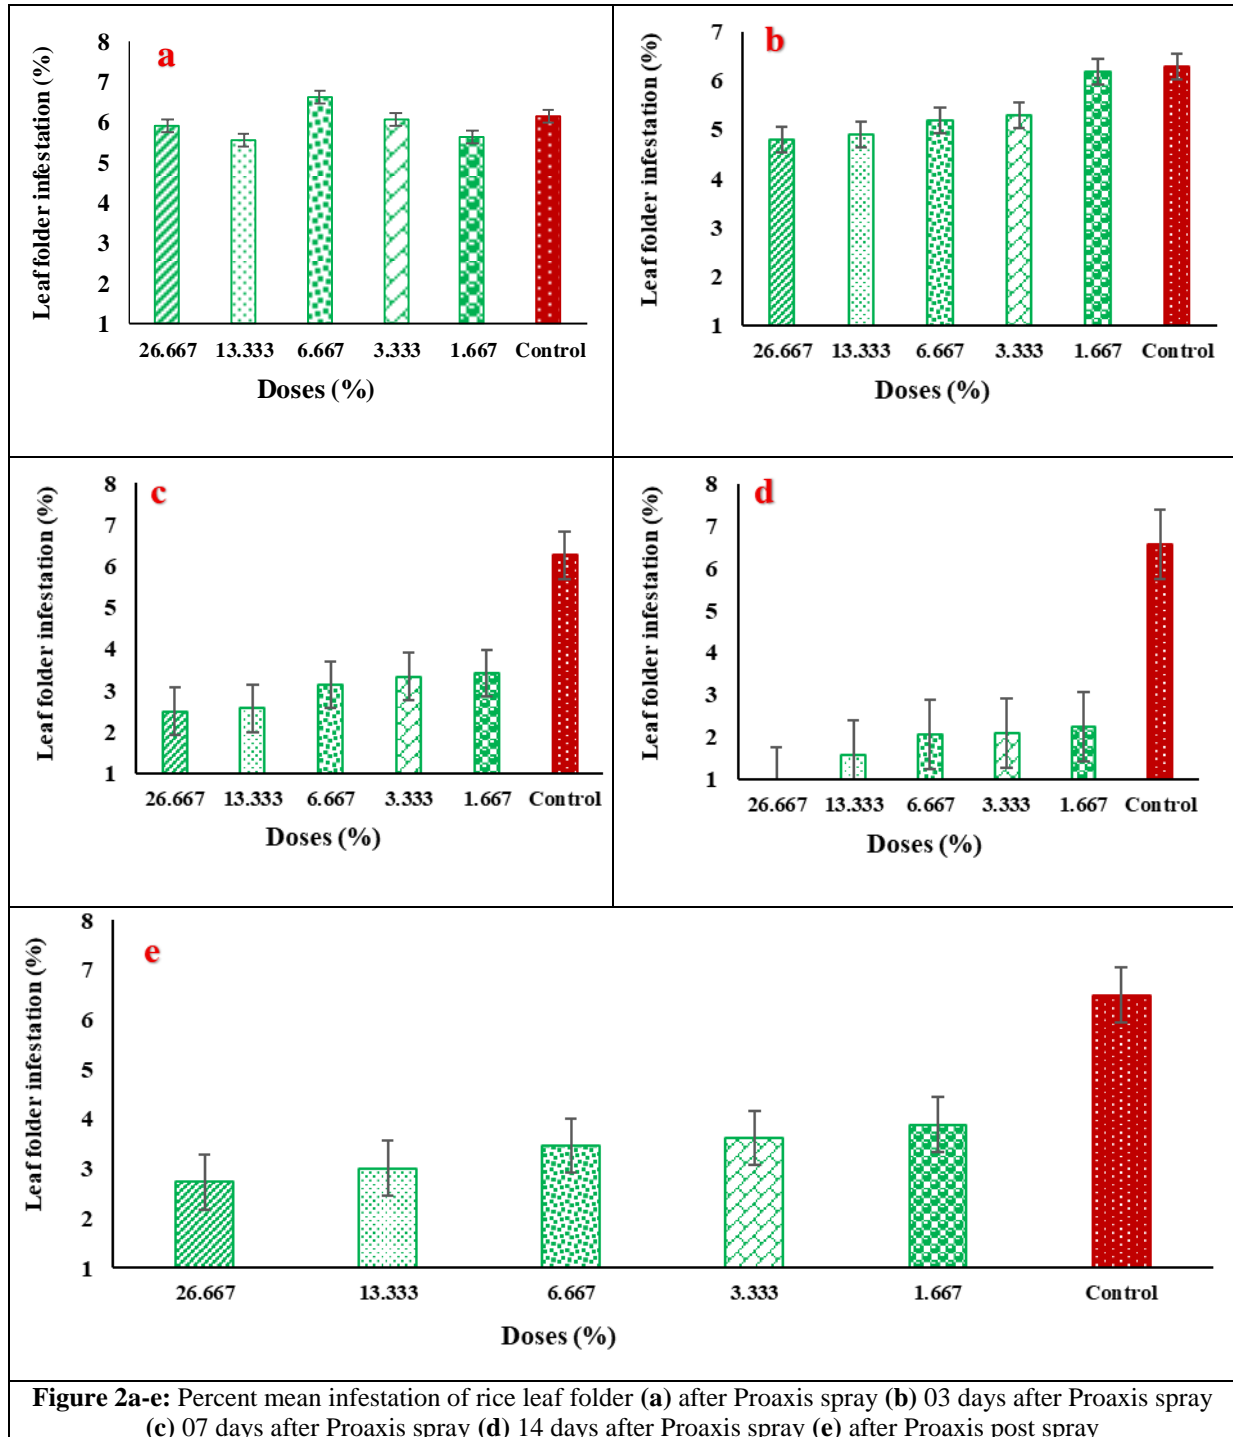 a
Leaf folder infestation (%)
8
7
6
5
4
3
2
1
26.667 13.333 6.667 3.333 1.667 Control
Doses (%)
b
Leaf folder infestation (%)
7
6
5
4
3
2
1
26.667 13.333 6.667 3.333 1.667 Control
Doses (%)
c
Leaf folder infestation (%)
8
7
6
5
4
3
2
1
26.667 13.333 6.667 3.333 1.667 Control
Doses (%)
d
Leaf folder infestation (%)
8
7
6
5
4
3
2
1
26.667 13.333 6.667 3.333 1.667 Control
Doses (%)
e
Leaf folder infestation (%)
8
7
6
5
4
3
2
1
26.667 13.333 6.667 3.333 1.667 Control
Doses (%)
Figure 2a-e: Percent mean infestation of rice leaf folder (a) after Proaxis spray (b) 03 days after Proaxis spray
(c) 07 days after Proaxis spray (d) 14 days after Proaxis spray (e) after Proaxis post spray